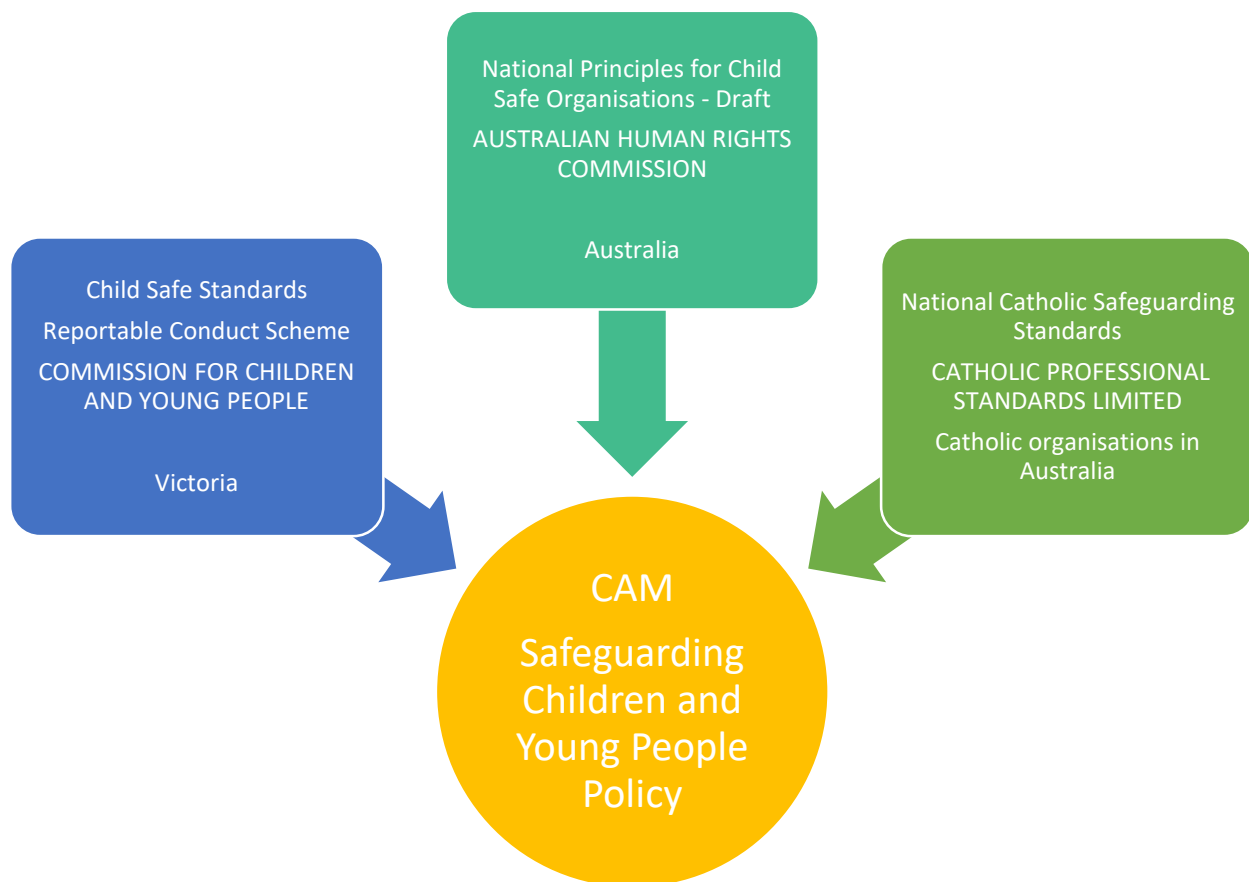 National Principles for Child
Safe Organisations - Draft
AUSTRALIAN HUMAN RIGHTS
COMMISSION
Australia
Child Safe Standards
Reportable Conduct Scheme
COMMISSION FOR CHILDREN
AND YOUNG PEOPLE
Victoria
National Catholic Safeguarding
Standards
CATHOLIC PROFESSIONAL
STANDARDS LIMITED
Catholic organisations in
Australia
CAM
Safeguarding
Children and
Young People
Policy